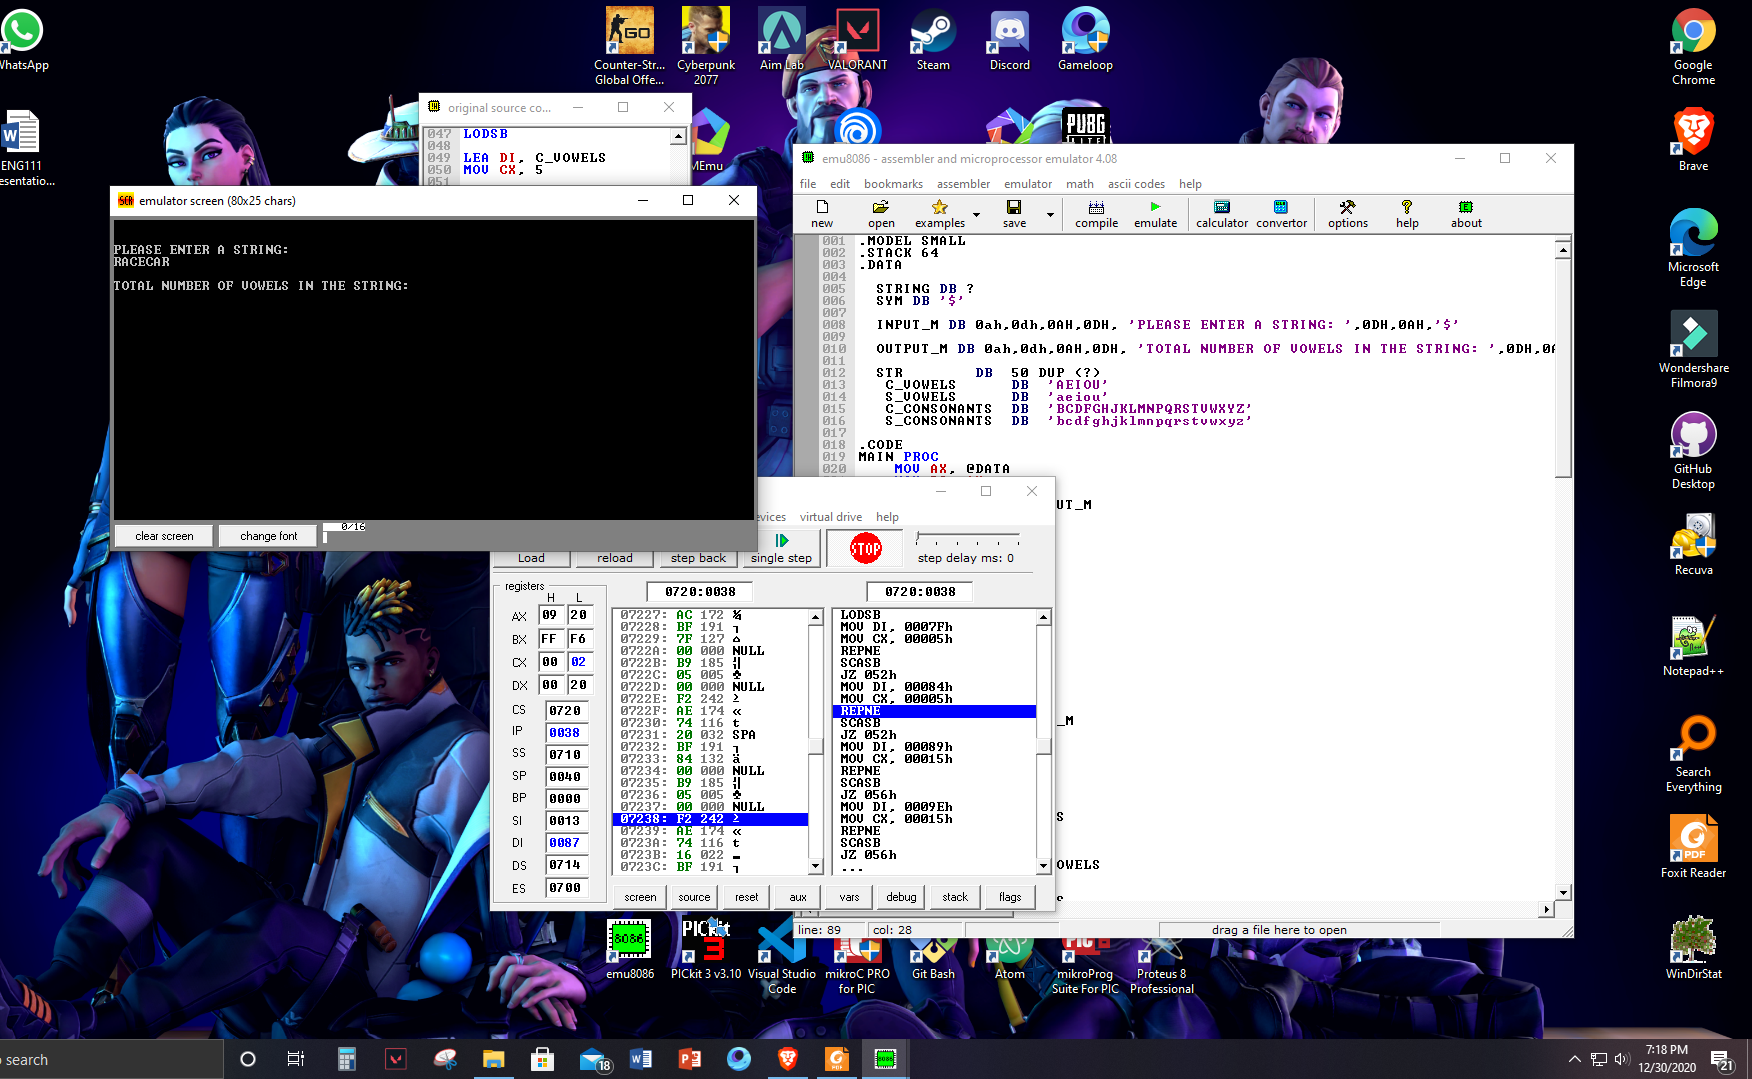 WhatsApp
Counter-Str...
Global Offe...
Cyberpunk
2077
Aim Lab
VALORANT
Steam
Discord
Gameloop
Google
Chrome
ENG111
MEmu
PUBG
Brave
Microsoft
Edge
Wondershare
Filmora9
GitHub
Desktop
Recuva
Notepad++
Search
Everything
Foxit Reader
WinDirStat
original source co...
047 LODSB
048
049 LEA DI, C_VOWELS
050 MOV CX, 5
051
emulator screen (80x25 chars)
PLEASE ENTER A STRING:
RACECAR
TOTAL NUMBER OF VOWELS IN THE STRING:
clear screen
change font
0/16
emu8086 - assembler and microprocessor emulator 4.08
file edit bookmarks assembler emulator math ascii codes help
new open examples save compile emulate calculator convertor options help about
001 .MODEL SMALL
002 .STACK 64
003 .DATA
004
005 STRING DB ?
006 SYM DB '$'
007
008 INPUT_M DB 0ah,0dh,0AH,0DH, 'PLEASE ENTER A STRING: ',0DH,0AH,'$'
009
010 OUTPUT_M DB 0ah,0dh,0AH,0DH, 'TOTAL NUMBER OF VOWELS IN THE STRING: ',0DH,0A
011
012 STR DB 50 DUP (?)
013 C_VOWELS DB 'AEIOU'
014 S_VOWELS DB 'aeiou'
015 C_CONSONANTS DB 'BCDFGHJKLMNPQRSTVWXYZ'
016 S_CONSONANTS DB 'bcdfghjklmnpqrstvwxyz'
017
018 .CODE
019 MAIN PROC
020 MOV AX, @DATA
UT_M
_M
S
OWELS
line: 89
col: 28
drag a file here to open
evices virtual drive help
Load reload step back single step STOP step delay ms: 0
registers
H L
AX 09 20
BX FF F6
CX 00 02
DX 00 20
CS 0720
IP 0038
SS 0710
SP 0040
BP 0000
SI 0013
DI 0087
DS 0714
ES 0700
0720:0038
0720:0038
07227: AC 172 ¼
07228: BF 191 ┐
07229: 7F 127 ⌂
0722A: 00 000 NULL
0722B: B9 185 ╣
0722C: 05 005 ♣
0722D: 00 000 NULL
0722E: F2 242 ≥
0722F: AE 174 «
07230: 74 116 t
07231: 20 032 SPA
07232: BF 191 ┐
07233: 84 132 ä
07234: 00 000 NULL
07235: B9 185 ╣
07236: 05 005 ♣
07237: 00 000 NULL
07238: F2 242 ≥
07239: AE 174 «
0723A: 74 116 t
0723B: 16 022 ▬
0723C: BF 191 ┐
LODSB
MOV DI, 0007Fh
MOV CX, 00005h
REPNE
SCASB
JZ 052h
MOV DI, 00084h
MOV CX, 00005h
REPNE
SCASB
JZ 052h
MOV DI, 00089h
MOV CX, 00015h
REPNE
SCASB
JZ 056h
MOV DI, 0009Eh
MOV CX, 00015h
REPNE
SCASB
JZ 056h
...
screen source reset aux vars debug stack flags
emu8086
PICkit 3 v3.10
Visual Studio
Code
mikroC PRO
for PIC
Git Bash
Atom
mikroProg
Suite For PIC
Proteus 8
Professional
search
18
7:18 PM
12/30/2020
21